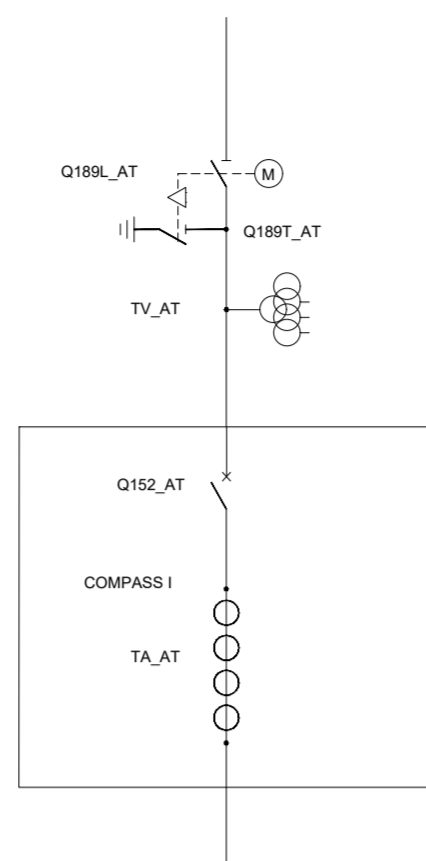 Q189L_AT
M
Q189T_AT
TV_AT
Q152_AT
COMPASS I
TA_AT